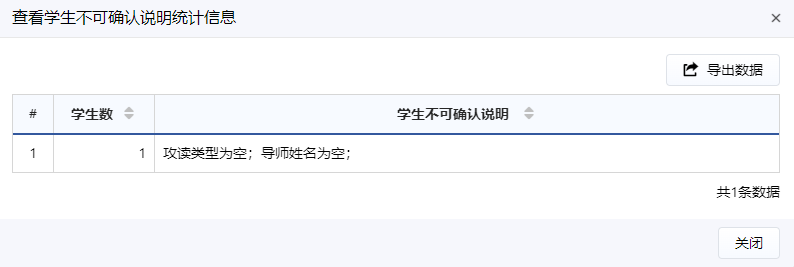 查看学生不可确认说明统计信息
导出数据
# 学生数 学生不可确认说明
1 1 攻读类型为空；导师姓名为空；
共1条数据
关闭